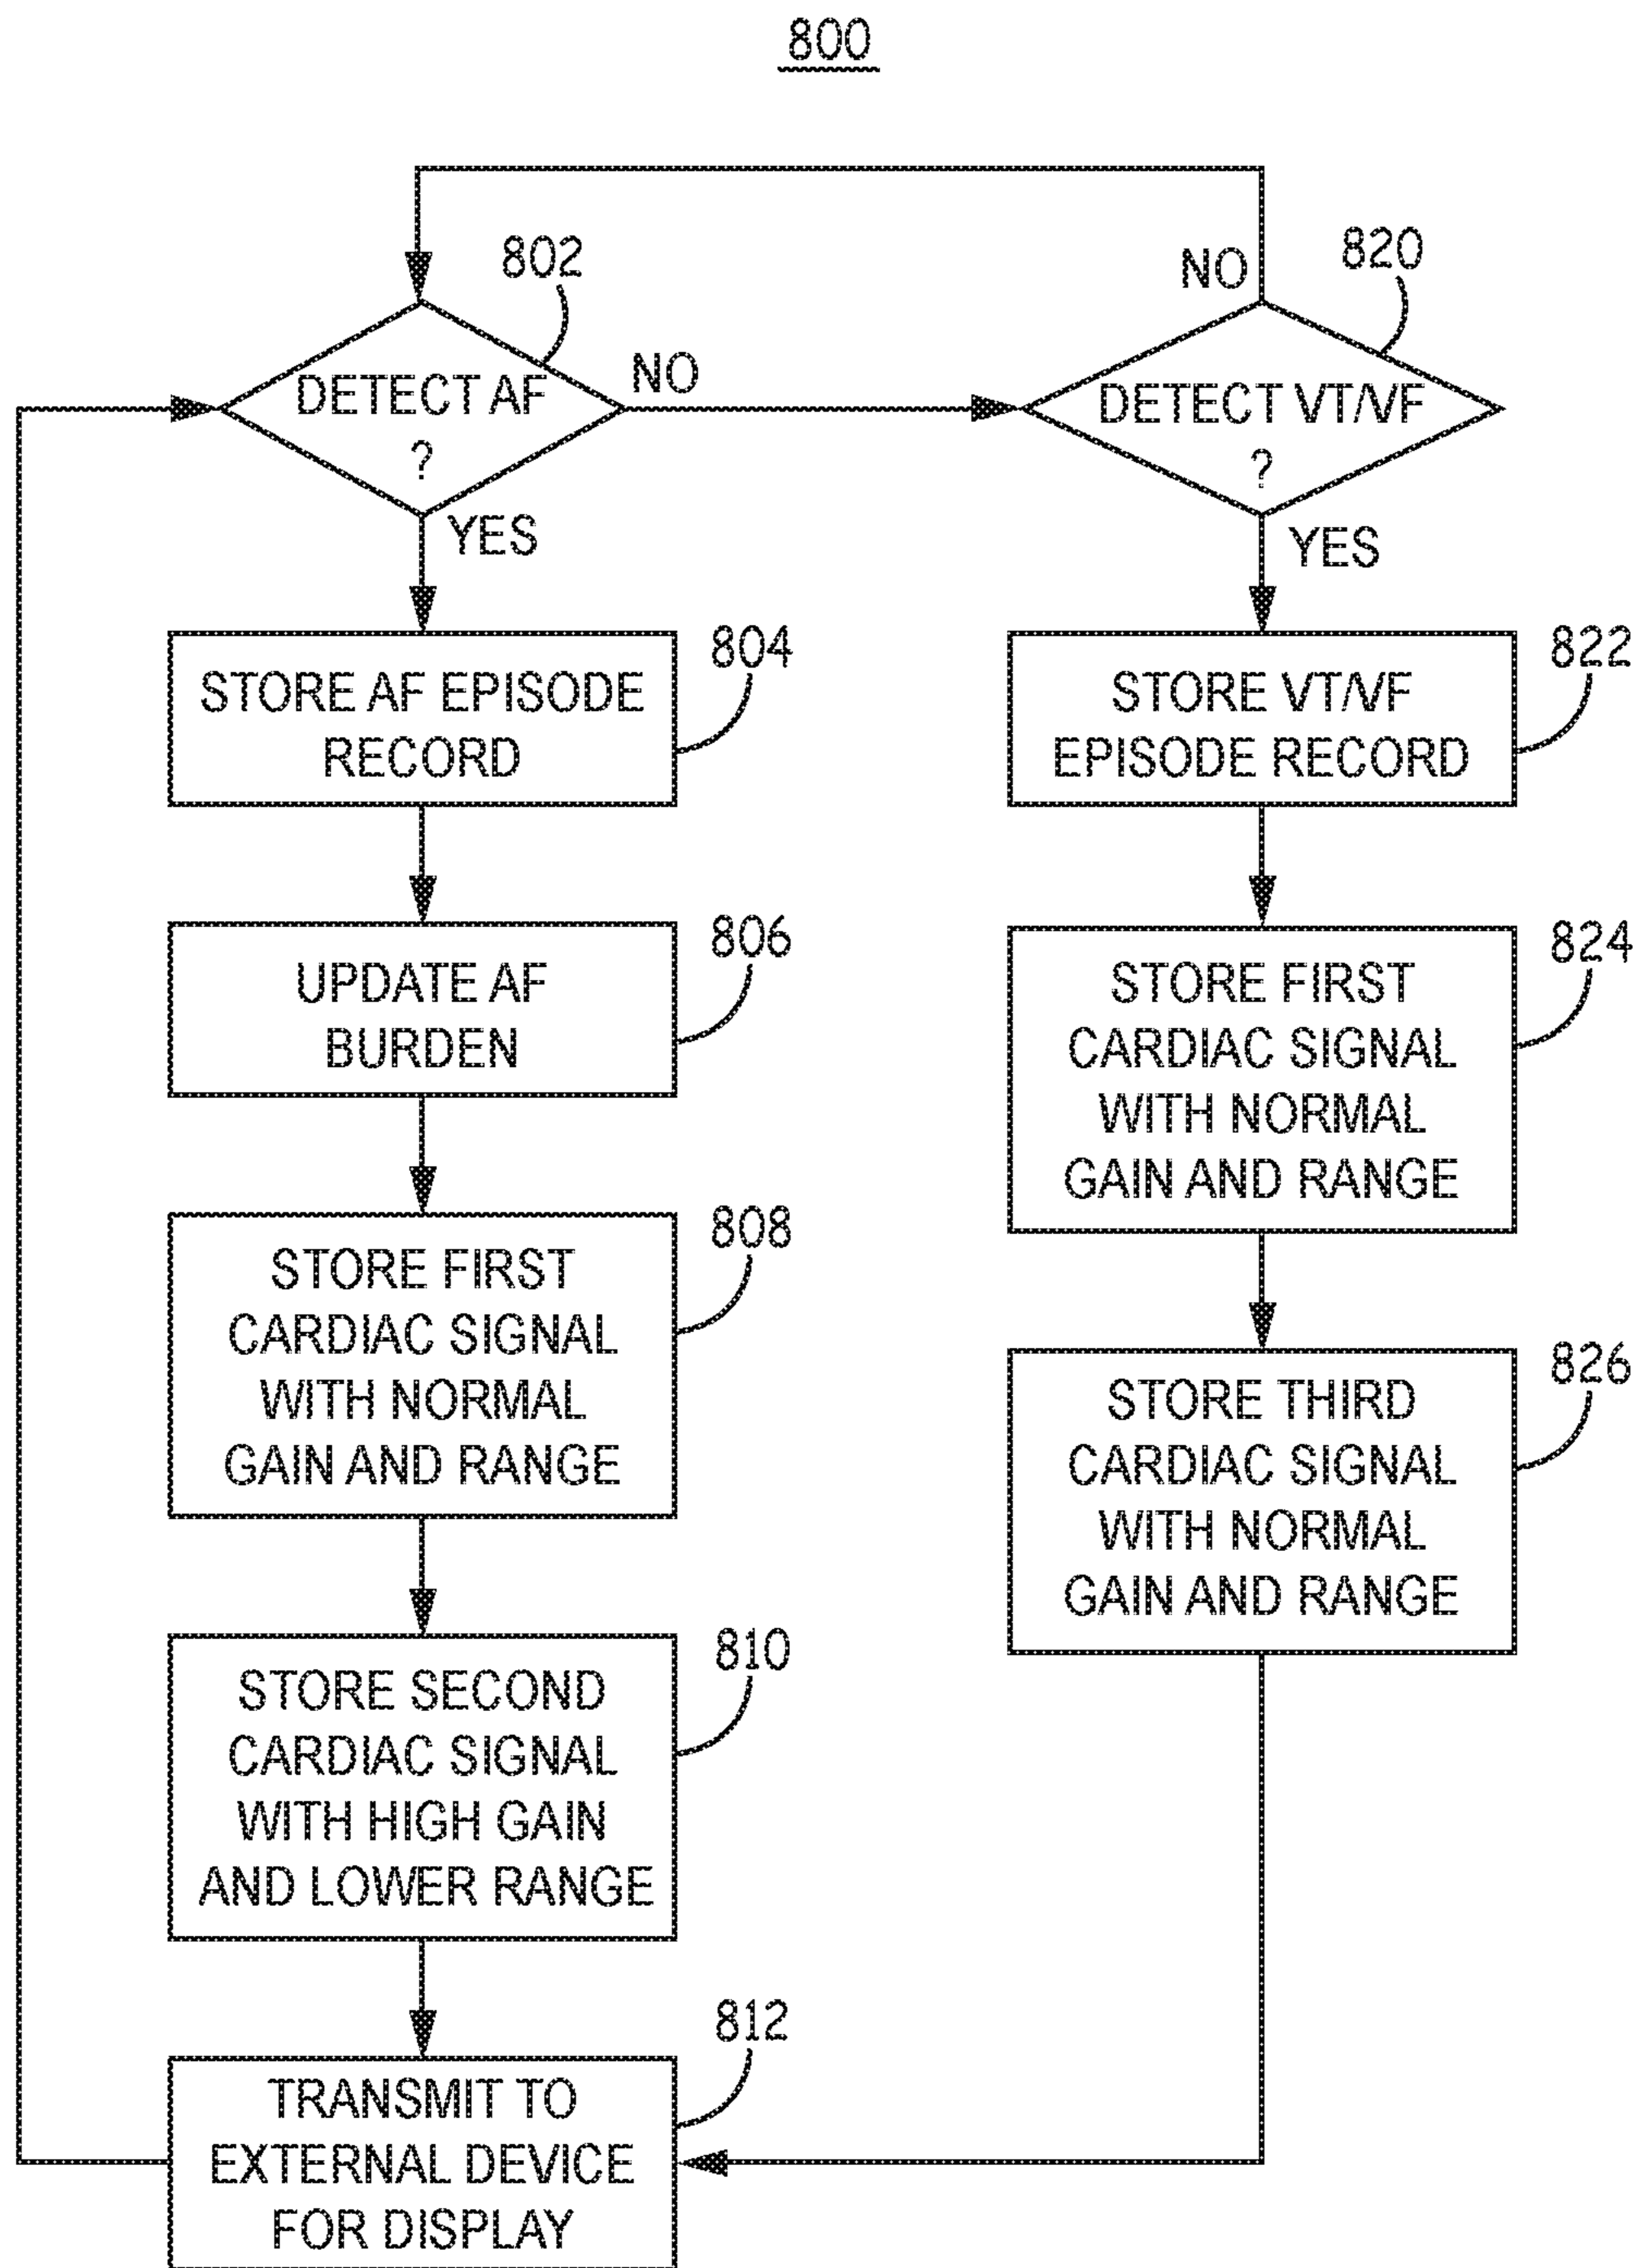 800
802
DETECT AF
?
NO
YES
820
NO
DETECT VT/VF
?
YES
804
STORE AF EPISODE
RECORD
806
UPDATE AF
BURDEN
808
STORE FIRST
CARDIAC SIGNAL
WITH NORMAL
GAIN AND RANGE
810
STORE SECOND
CARDIAC SIGNAL
WITH HIGH GAIN
AND LOWER RANGE
812
TRANSMIT TO
EXTERNAL DEVICE
FOR DISPLAY
822
STORE VT/VF
EPISODE RECORD
824
STORE FIRST
CARDIAC SIGNAL
WITH NORMAL
GAIN AND RANGE
826
STORE THIRD
CARDIAC SIGNAL
WITH NORMAL
GAIN AND RANGE